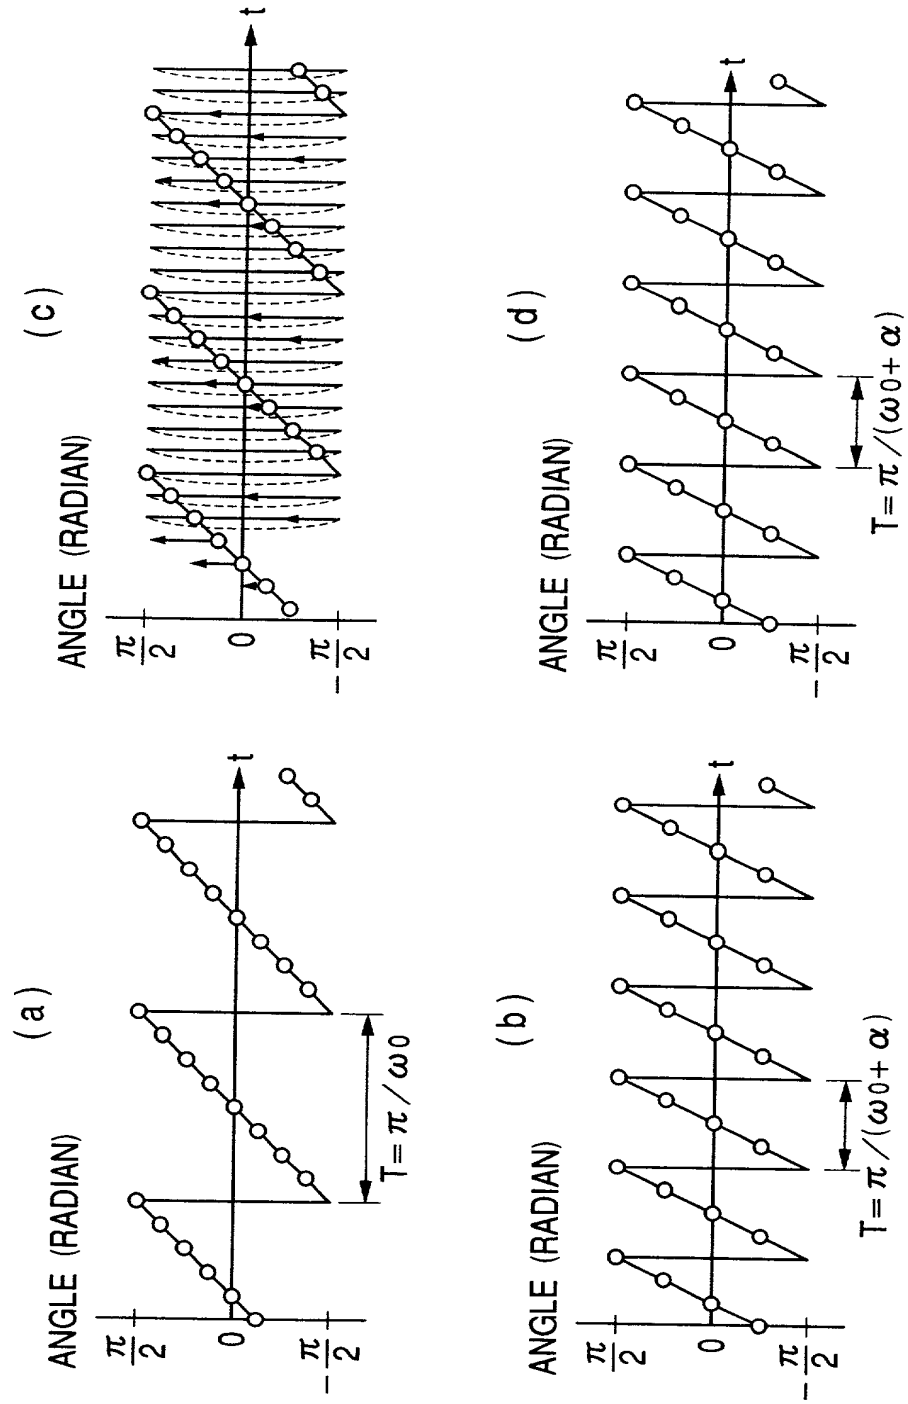 (a)
ANGLE (RADIAN)
π/2
0
-π/2
t
T = π / ω0
(b)
ANGLE (RADIAN)
π/2
0
-π/2
t
T = π / (ω0 + α)
(c)
ANGLE (RADIAN)
π/2
0
-π/2
t
(d)
ANGLE (RADIAN)
π/2
0
-π/2
t
T = π / (ω0 + α)